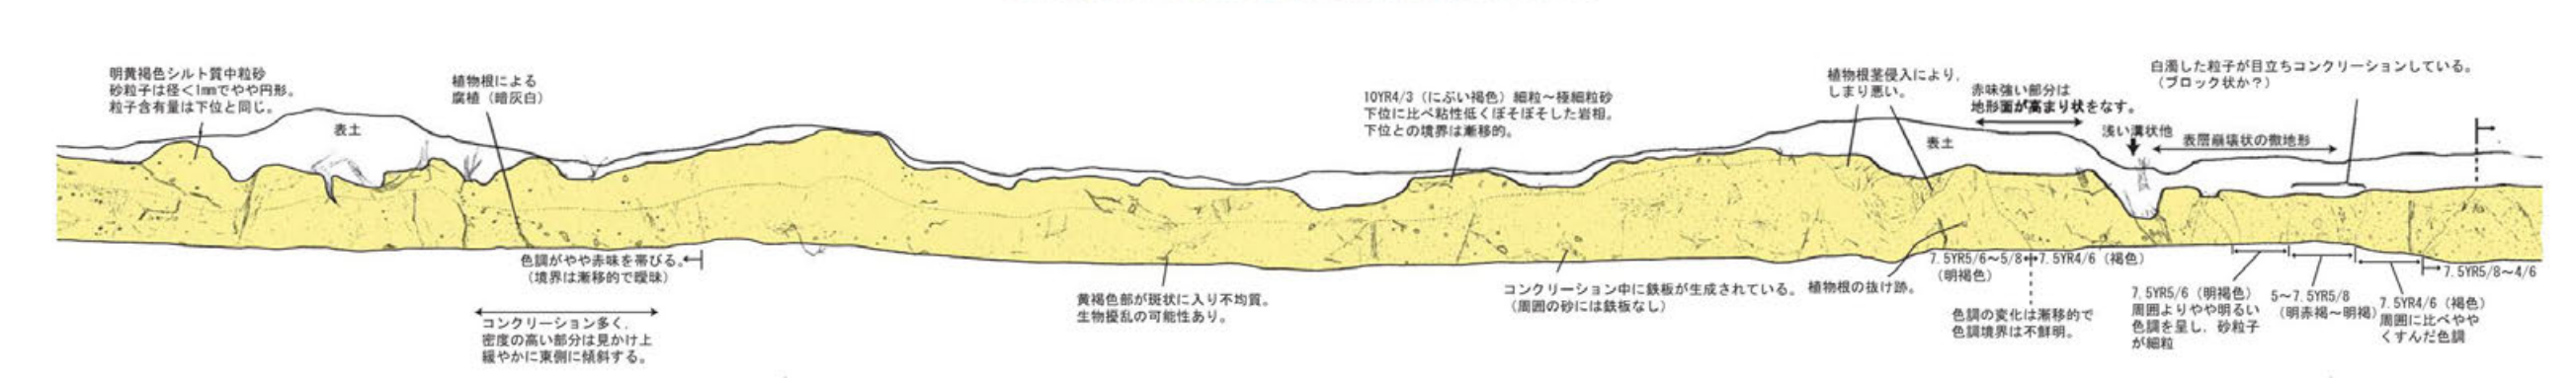 明黄褐色シルト質中粒砂
砂粒子は径<1mmでやや円形。
粒子含有量は下位と同じ。
植物根による
腐植（暗灰白）
表土
10YR4/3（にぶい褐色）細粒～極細粒砂
下位に比べ粘性低くぼそぼそした岩相。
下位との境界は漸移的。
植物根茎侵入により、
しまり悪い。
赤味強い部分は
地形面が高まり状をなす。
白濁した粒子が目立ちコンクリーションしている。
（ブロック状か？）
表土
浅い溝状他
表層崩壊状の微地形
色調がやや赤味を帯びる。
（境界は漸移的で曖昧）
コンクリーション多く、
密度の高い部分は見かけ上
緩やかに東側に傾斜する。
黄褐色部が斑状に入り不均質。
生物擾乱の可能性あり。
コンクリーション中に鉄板が生成されている。
（周囲の砂には鉄板なし）
植物根の抜け跡。
7.5YR5/6～5/8
（明褐色）
7.5YR4/6（褐色）
色調の変化は漸移的で
色調境界は不鮮明。
7.5YR5/6（明褐色）
周囲よりやや明るい
色調を呈し、砂粒子
が細粒
5～7.5YR5/8
（明赤褐～明褐）
7.5YR4/6（褐色）
周囲に比べやや
くすんだ色調
7.5YR5/8～4/6